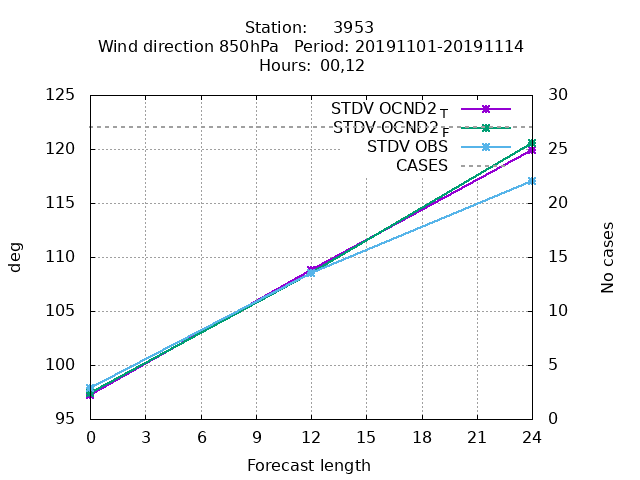 Station: 3953
Wind direction 850hPa Period: 20191101-20191114
Hours: 00,12
125 30
STDV OCND2 T
STDV OCND2 F
120 STDV OBS 25
CASES
115 20
110 15
deg
No cases
105 10
100 5
95 0
0 3 6 9 12 15 18 21 24
Forecast length